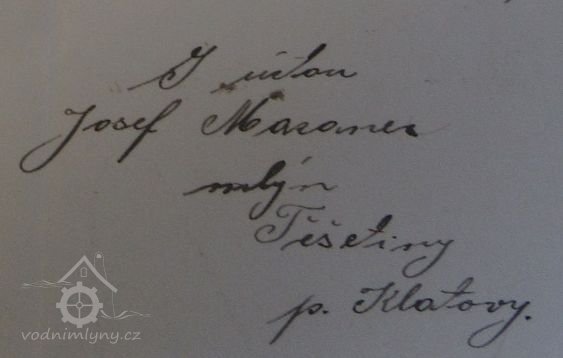 S úctou
Josef Mazanec
mlýn
Těšetiny
p. Klatovy.
vodnimlyny.cz